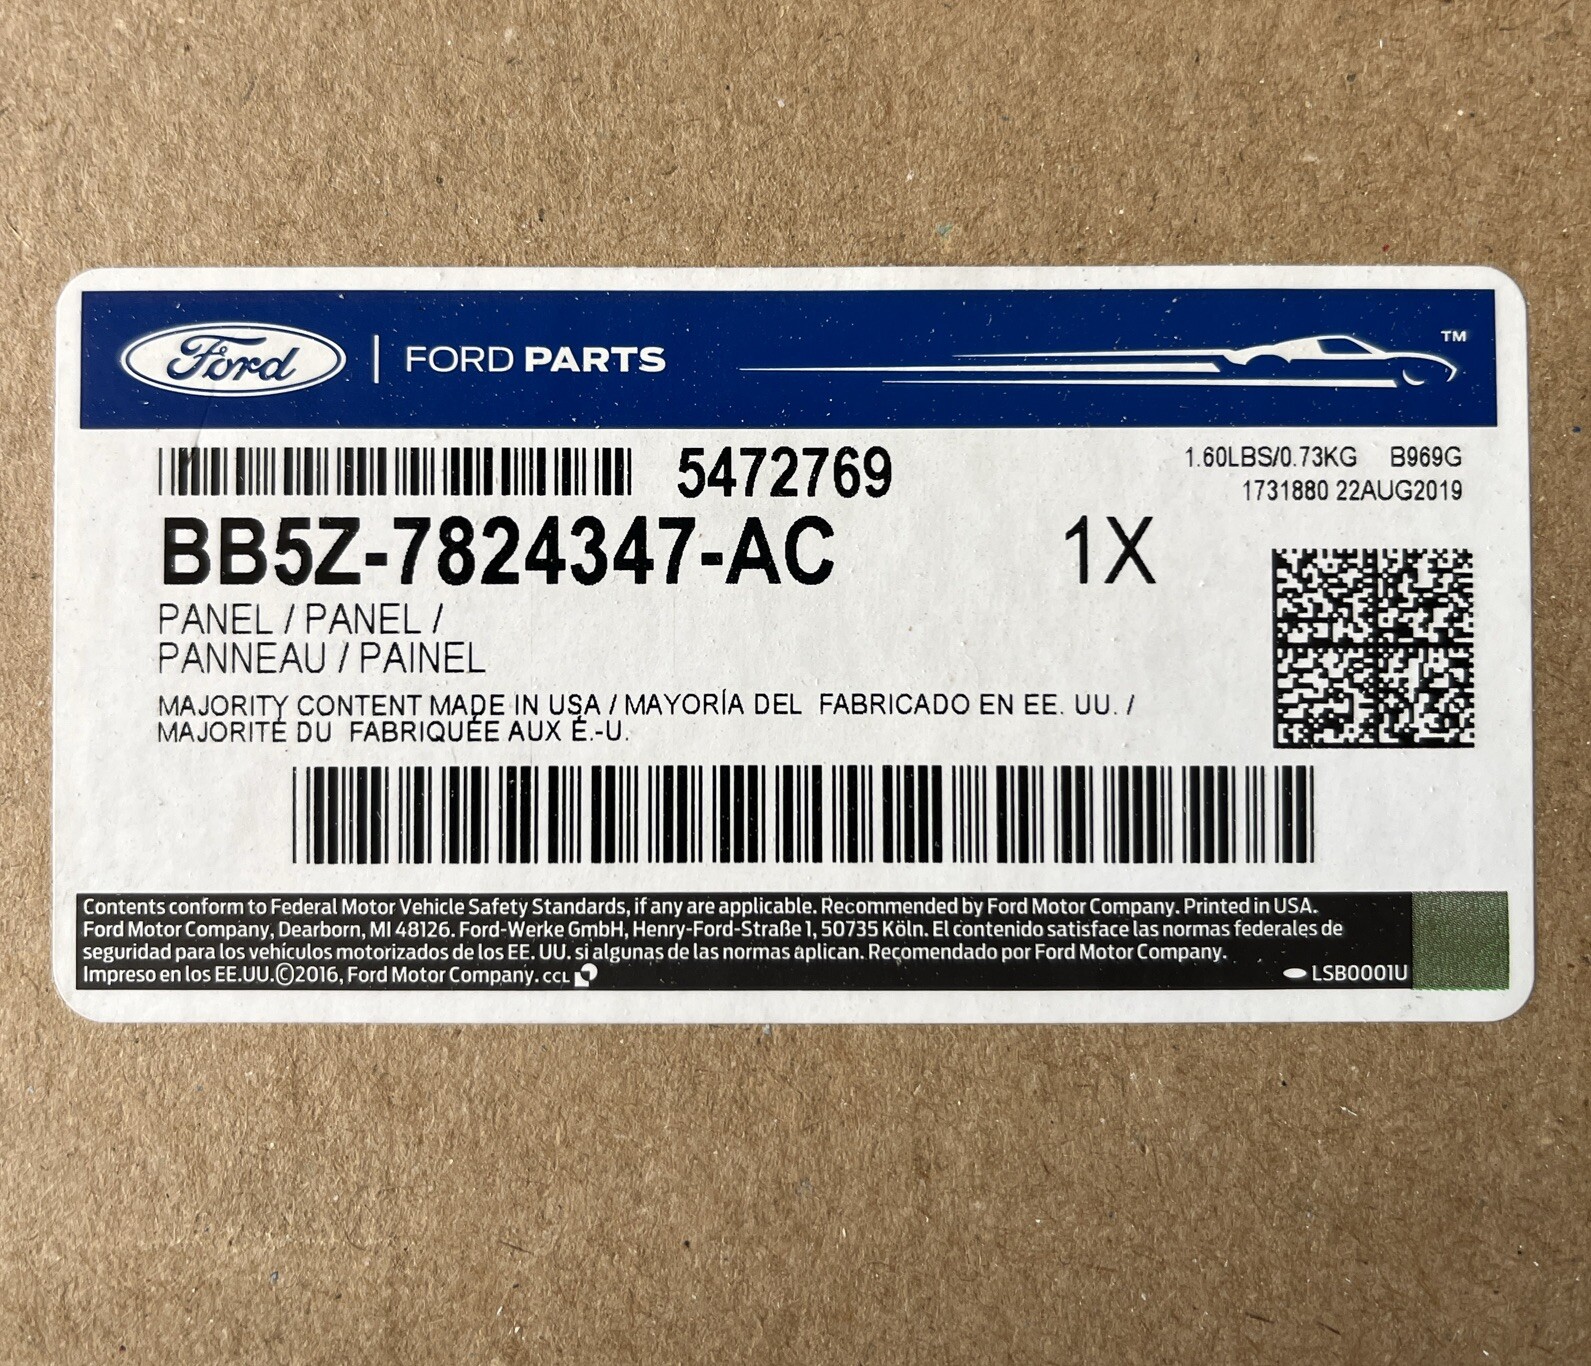 Ford | FORD PARTS ™
5472769
1.60LBS/0.73KG B969G
1731880 22AUG2019
BB5Z-7824347-AC 1X
PANEL / PANEL /
PANNEAU / PAINEL
MAJORITY CONTENT MADE IN USA / MAYORÍA DEL FABRICADO EN EE. UU. /
MAJORITÉ DU FABRIQUÉE AUX É.-U.
Contents conform to Federal Motor Vehicle Safety Standards, if any are applicable. Recommended by Ford Motor Company. Printed in USA.
Ford Motor Company, Dearborn, MI 48126. Ford-Werke GmbH, Henry-Ford-Straße 1, 50735 Köln. El contenido satisface las normas federales de
seguridad para los vehículos motorizados de los EE. UU. si algunas de las normas aplican. Recomendado por Ford Motor Company.
Impreso en los EE.UU.©2016, Ford Motor Company. CCL LSB0001U